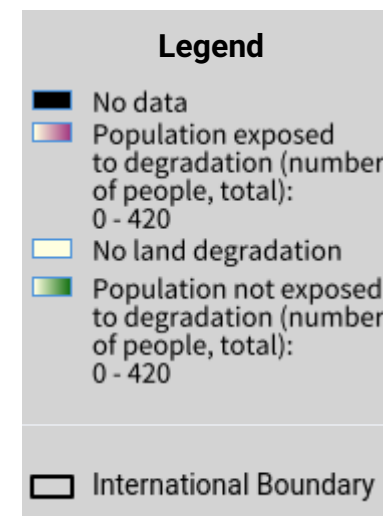 Legend
No data
Population exposed
to degradation (number
of people, total):
0 - 420
No land degradation
Population not exposed
to degradation (number
of people, total):
0 - 420
International Boundary